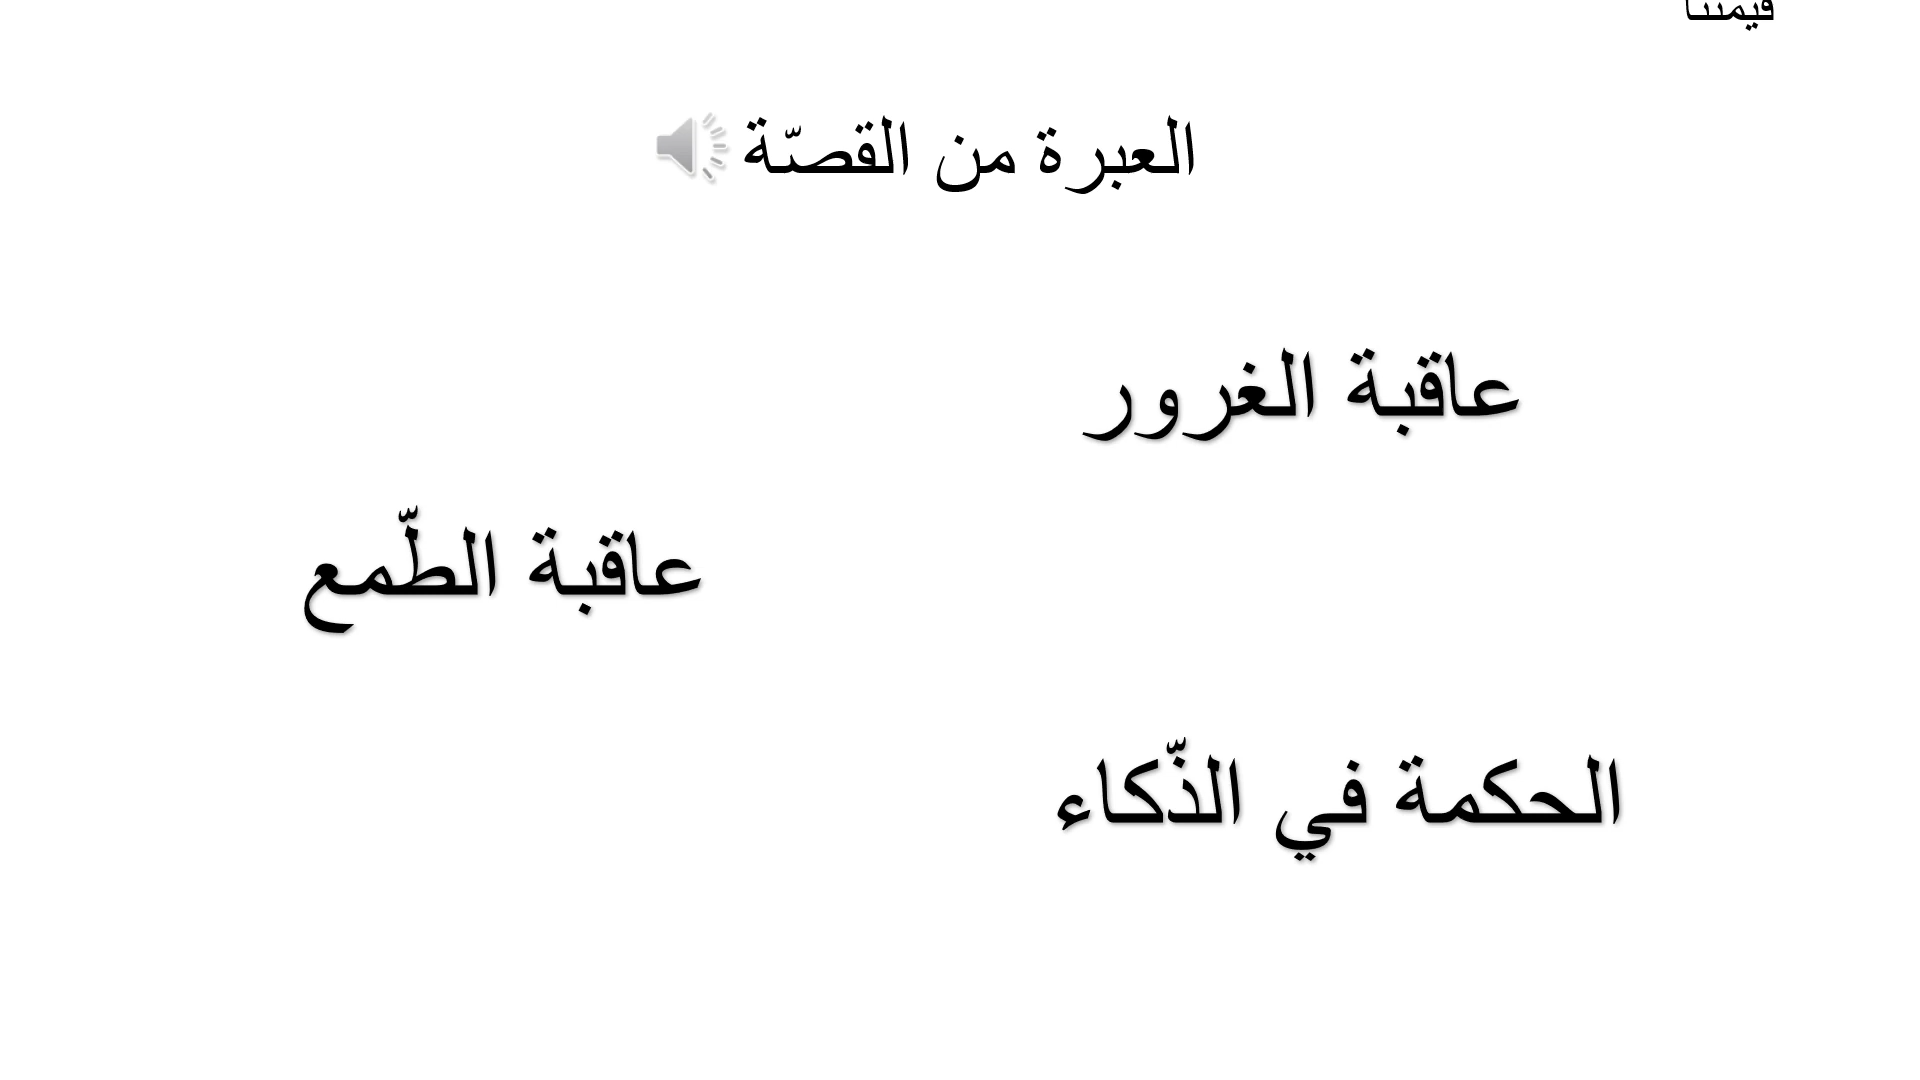 العبرة من القصّة
عاقبة الغرور
عاقبة الطّمع
الحكمة في الذّكاء